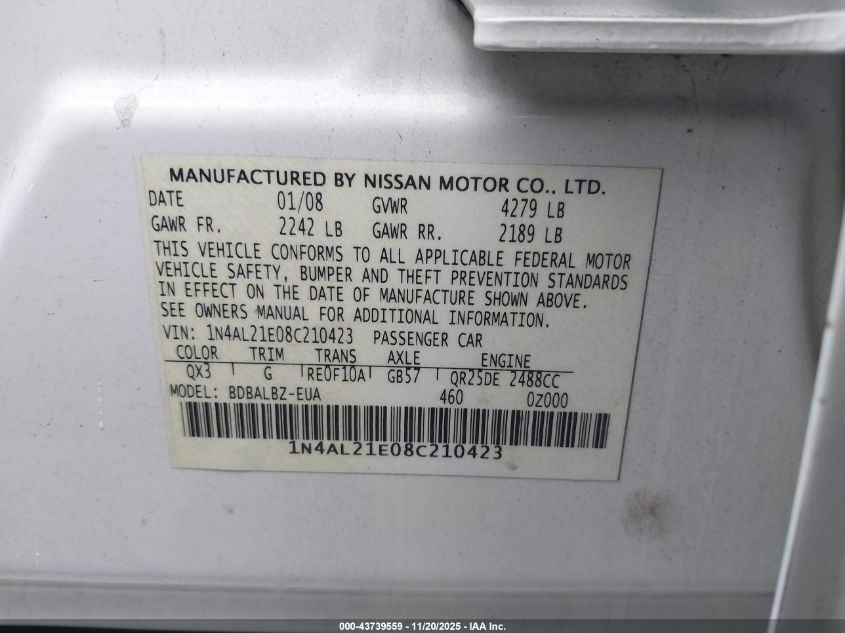 MANUFACTURED BY NISSAN MOTOR CO., LTD.
DATE 01/08 GVWR 4279 LB
GAWR FR. 2242 LB GAWR RR. 2189 LB
THIS VEHICLE CONFORMS TO ALL APPLICABLE FEDERAL MOTOR
VEHICLE SAFETY, BUMPER AND THEFT PREVENTION STANDARDS
IN EFFECT ON THE DATE OF MANUFACTURE SHOWN ABOVE.
SEE OWNERS MANUAL FOR ADDITIONAL INFORMATION.
VIN: 1N4AL21E08C210423 PASSENGER CAR
COLOR TRIM TRANS AXLE ENGINE
QX3 G RE0F10A GB57 QR25DE 2488CC
MODEL: BDBALBZ-EUA 460 0Z000
1N4AL21E08C210423
000-43739559 — 11/20/2025 — IAA Inc.